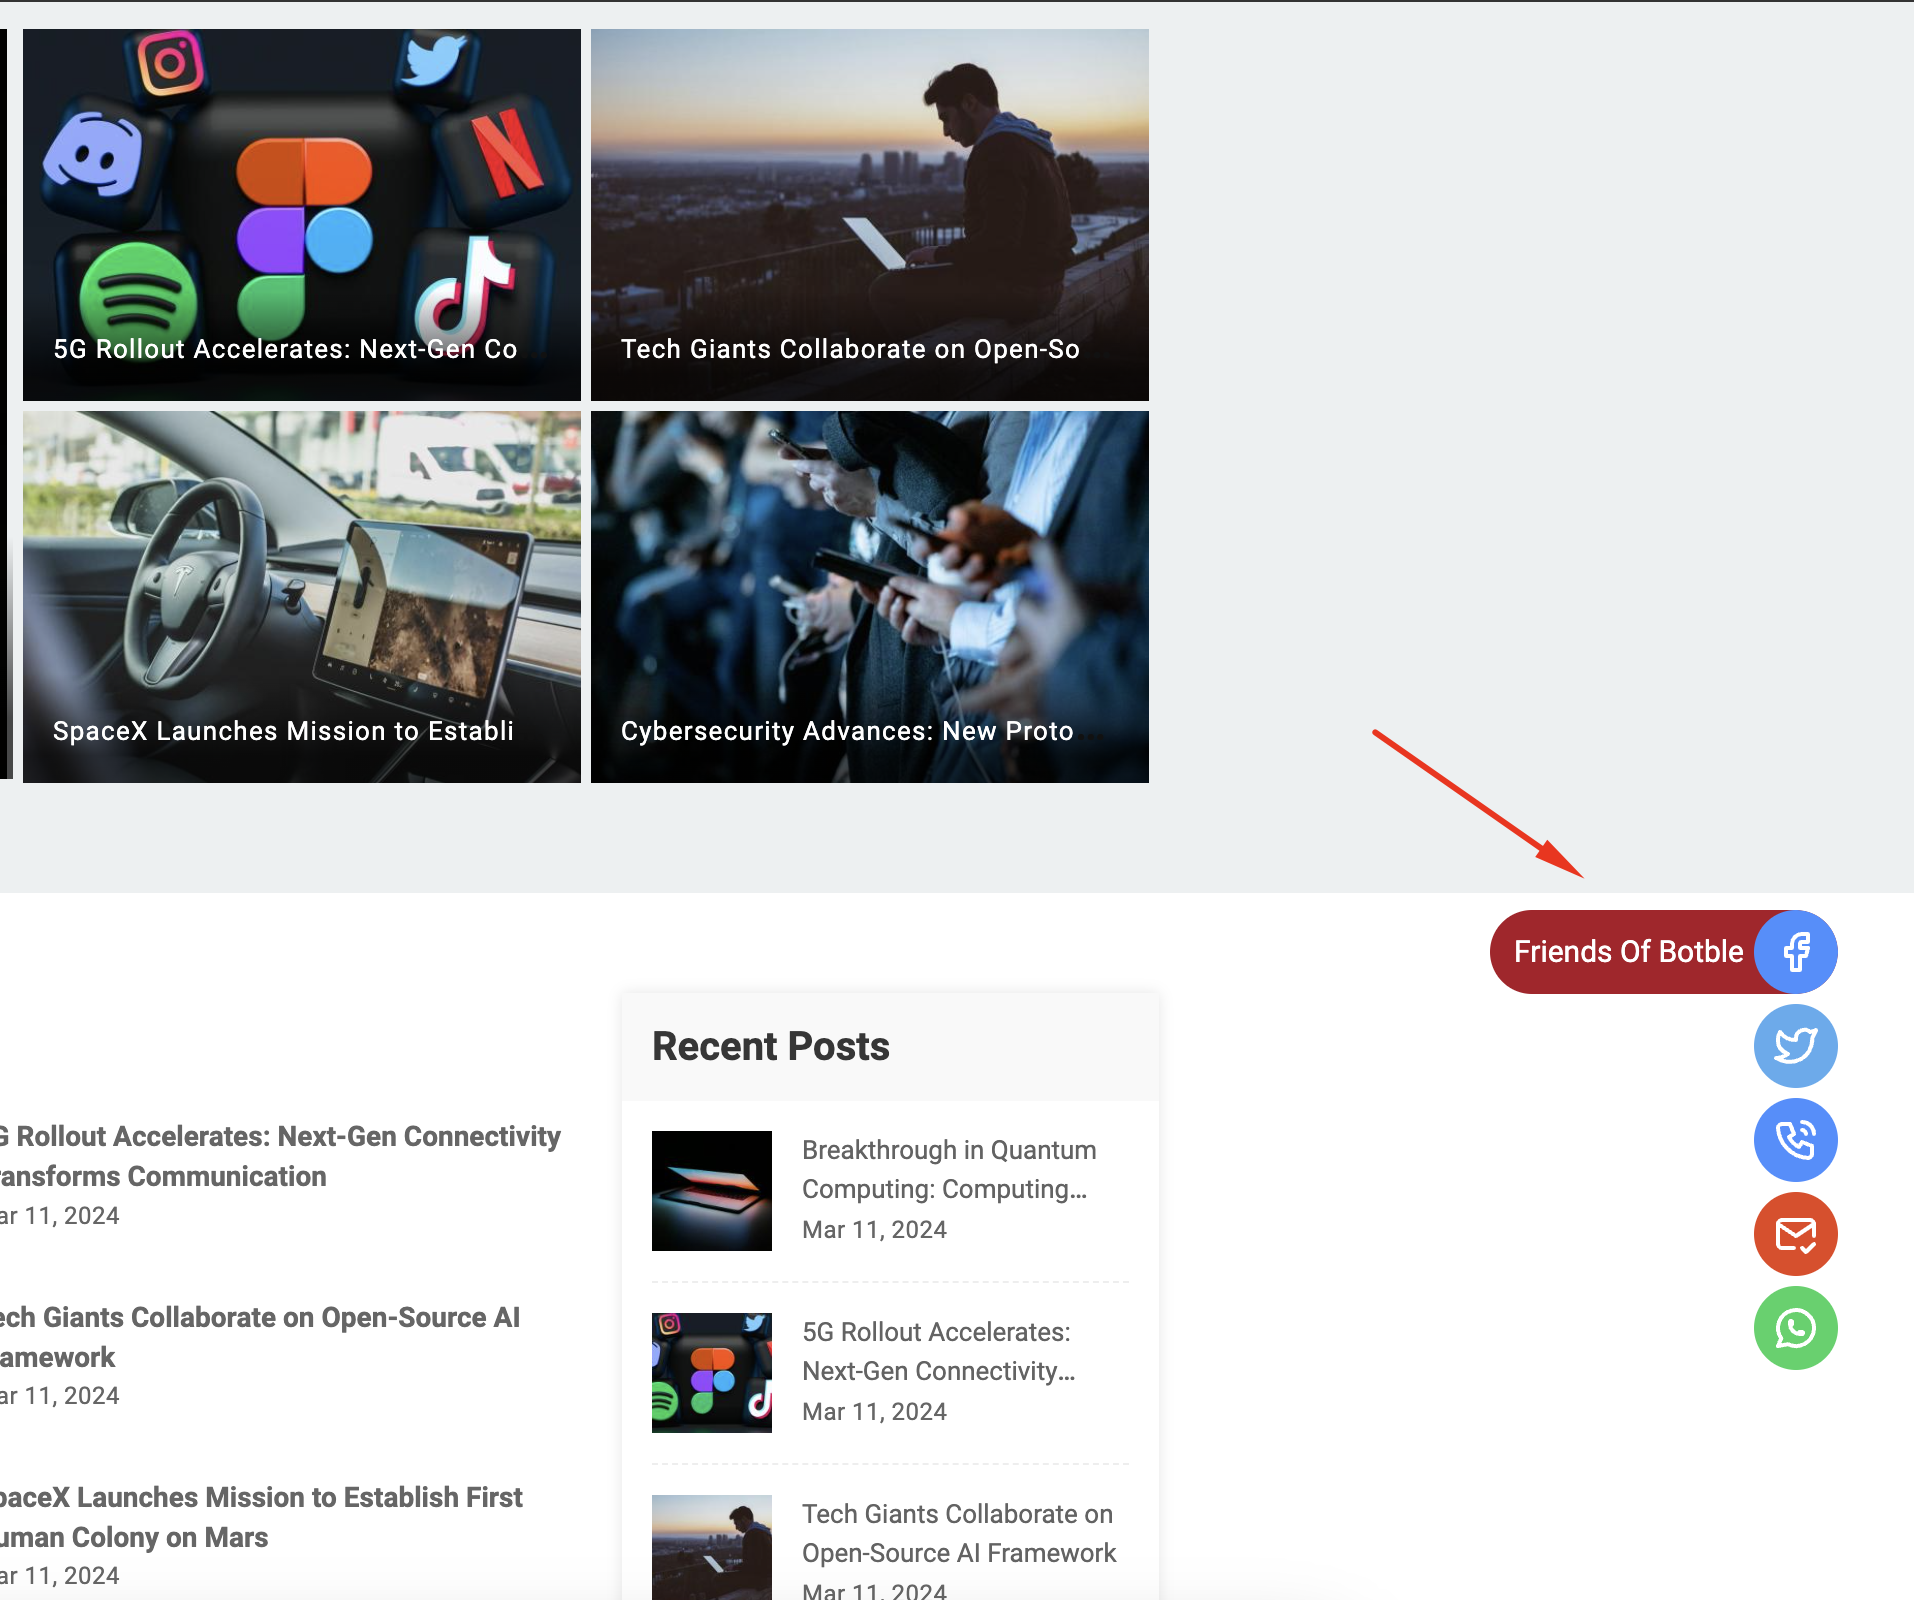 5G Rollout Accelerates: Next-Gen Co
Tech Giants Collaborate on Open-So
SpaceX Launches Mission to Establi
Cybersecurity Advances: New Proto...
Friends Of Botble
Recent Posts
G Rollout Accelerates: Next-Gen Connectivity
ransforms Communication
ar 11, 2024
ech Giants Collaborate on Open-Source AI
amework
ar 11, 2024
paceX Launches Mission to Establish First
uman Colony on Mars
ar 11, 2024
Breakthrough in Quantum
Computing: Computing...
Mar 11, 2024
5G Rollout Accelerates:
Next-Gen Connectivity...
Mar 11, 2024
Tech Giants Collaborate on
Open-Source AI Framework
Mar 11, 2024